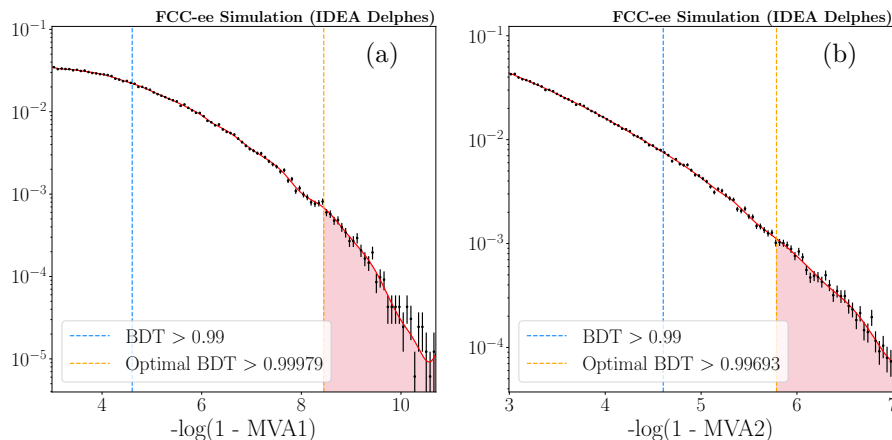 FCC-ee Simulation (IDEA Delphes)
(a)
10⁻¹
10⁻²
10⁻³
10⁻⁴
10⁻⁵
BDT > 0.99
Optimal BDT > 0.99979
4 6 8 10
-log(1 - MVA1)
FCC-ee Simulation (IDEA Delphes)
(b)
10⁻¹
10⁻²
10⁻³
10⁻⁴
BDT > 0.99
Optimal BDT > 0.99693
3 4 5 6 7
-log(1 - MVA2)